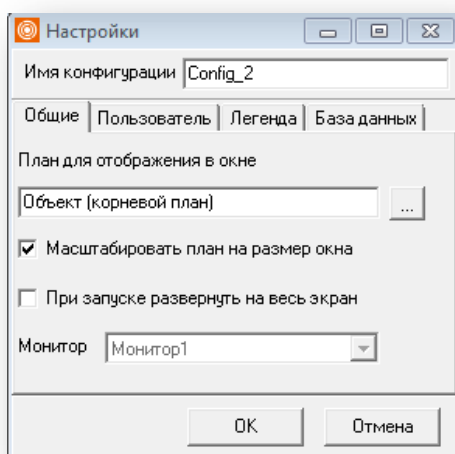 Настройки
Имя конфигурации Config_2
Общие Пользователь Легенда База данных
План для отображения в окне
Объект (корневой план) ...
Масштабировать план на размер окна
При запуске развернуть на весь экран
Монитор Монитор1
OK Отмена